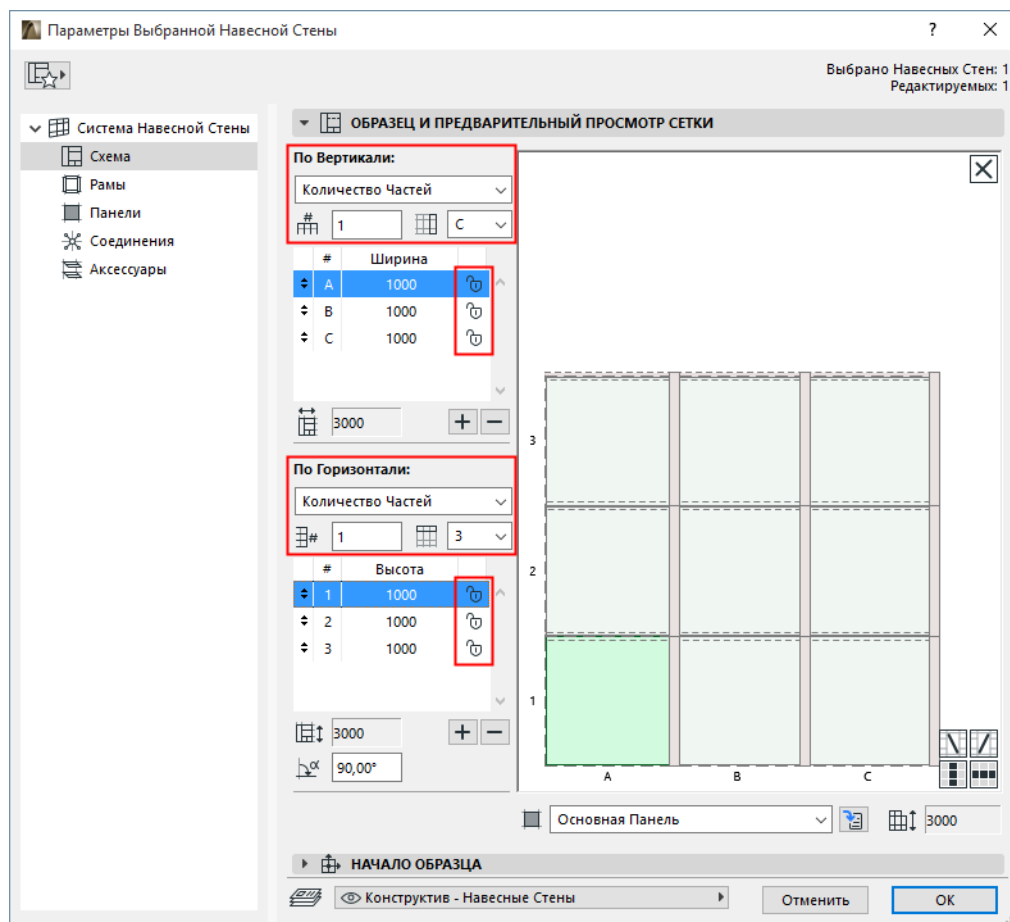 Параметры Выбранной Навесной Стены
?
Выбрано Навесных Стен: 1
Редактируемых: 1
Система Навесной Стены
Схема
Рамы
Панели
Соединения
Аксессуары
ОБРАЗЕЦ И ПРЕДВАРИТЕЛЬНЫЙ ПРОСМОТР СЕТКИ
По Вертикали:
Количество Частей
# 1 C
# Ширина
A 1000
B 1000
C 1000
3000
По Горизонтали:
Количество Частей
# 1 3
# Высота
1 1000
2 1000
3 1000
3000
α 90,00°
3
2
1
A B C
Основная Панель 3000
НАЧАЛО ОБРАЗЦА
Конструктив - Навесные Стены
Отменить OK